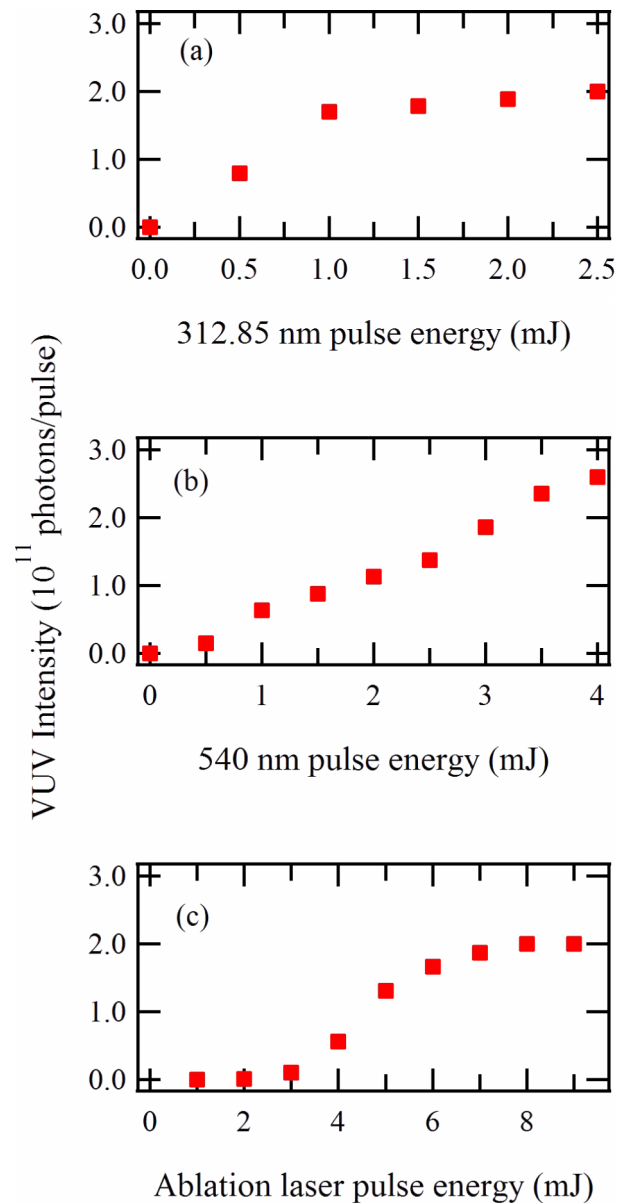 VUV Intensity (10^11 photons/pulse)
3.0
(a)
2.0
1.0
0.0
0.0 0.5 1.0 1.5 2.0 2.5
312.85 nm pulse energy (mJ)
3.0
(b)
2.0
1.0
0.0
0 1 2 3 4
540 nm pulse energy (mJ)
3.0
(c)
2.0
1.0
0.0
0 2 4 6 8
Ablation laser pulse energy (mJ)